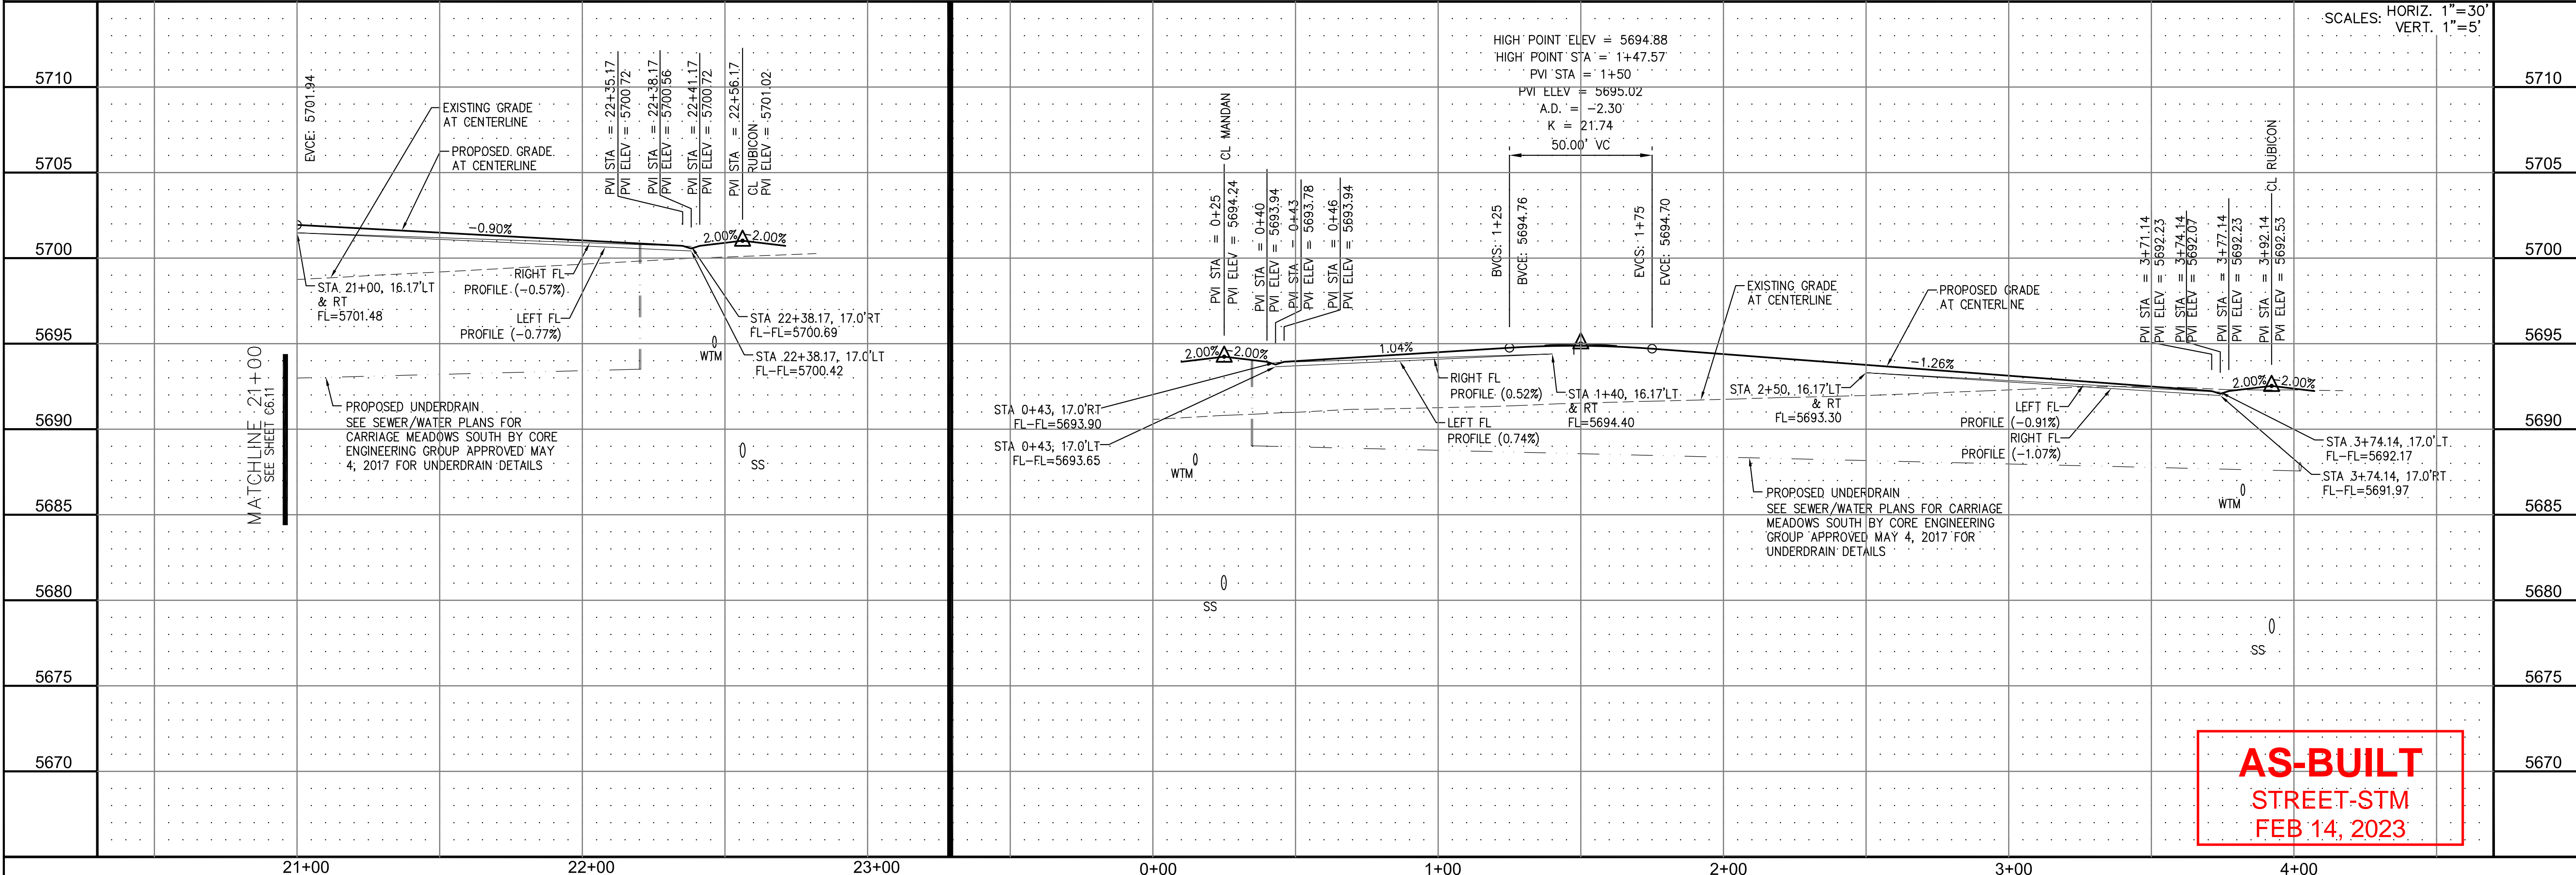 SCALES: HORIZ. 1"=30'
VERT. 1"=5'
5710
5705
5700
5695
5690
5685
5680
5675
5670
EVCE: 5701.94
EXISTING GRADE
AT CENTERLINE
PROPOSED GRADE
AT CENTERLINE
PVI STA = 22+35.17
PVI ELEV = 5700.72
PVI STA = 22+38.17
PVI ELEV = 5700.56
PVI STA = 22+41.17
PVI ELEV = 5700.72
PVI STA = 22+56.17
CL RUBICON
PVI ELEV = 5701.02
-0.90%
2.00%
-2.00%
RIGHT FL
PROFILE (-0.57%)
LEFT FL
PROFILE (-0.77%)
STA 21+00, 16.17'LT
& RT
FL=5701.48
STA 22+38.17, 17.0'RT
FL-FL=5700.69
STA 22+38.17, 17.0'LT
FL-FL=5700.42
WTM
SS
MATCHLINE 21+00
SEE SHEET C6.11
PROPOSED UNDERDRAIN
SEE SEWER/WATER PLANS FOR
CARRIAGE MEADOWS SOUTH BY CORE
ENGINEERING GROUP APPROVED MAY
4, 2017 FOR UNDERDRAIN DETAILS
HIGH POINT ELEV = 5694.88
HIGH POINT STA = 1+47.57
PVI STA = 1+50
PVI ELEV = 5695.02
A.D. = -2.30
K = 21.74
50.00' VC
PVI STA = 0+25
CL MANDAN
PVI ELEV = 5694.24
PVI STA = 0+40
PVI ELEV = 5693.94
PVI STA = 0+43
PVI ELEV = 5693.78
PVI STA = 0+46
PVI ELEV = 5693.94
BVCS: 1+25
BVCE: 5694.76
EVCS: 1+75
EVCE: 5694.70
2.00%
-2.00%
1.04%
-1.26%
EXISTING GRADE
AT CENTERLINE
PROPOSED GRADE
AT CENTERLINE
PVI STA = 3+71.14
PVI ELEV = 5692.23
PVI STA = 3+74.14
PVI ELEV = 5692.07
PVI STA = 3+77.14
PVI ELEV = 5692.23
PVI STA = 3+92.14
CL RUBICON
PVI ELEV = 5692.53
2.00%
-2.00%
STA 0+43, 17.0'RT
FL-FL=5693.90
STA 0+43, 17.0'LT
FL-FL=5693.65
RIGHT FL
PROFILE (0.52%)
LEFT FL
PROFILE (0.74%)
STA 1+40, 16.17'LT
& RT
FL=5694.40
STA 2+50, 16.17'LT
& RT
FL=5693.30
LEFT FL
PROFILE (-0.91%)
RIGHT FL
PROFILE (-1.07%)
STA 3+74.14, 17.0'LT
FL-FL=5692.17
STA 3+74.14, 17.0'RT
FL-FL=5691.97
WTM
SS
PROPOSED UNDERDRAIN
SEE SEWER/WATER PLANS FOR CARRIAGE
MEADOWS SOUTH BY CORE ENGINEERING
GROUP APPROVED MAY 4, 2017 FOR
UNDERDRAIN DETAILS
WTM
SS
5710
5705
5700
5695
5690
5685
5680
5675
5670
AS-BUILT
STREET-STM
FEB 14, 2023
21+00
22+00
23+00
0+00
1+00
2+00
3+00
4+00